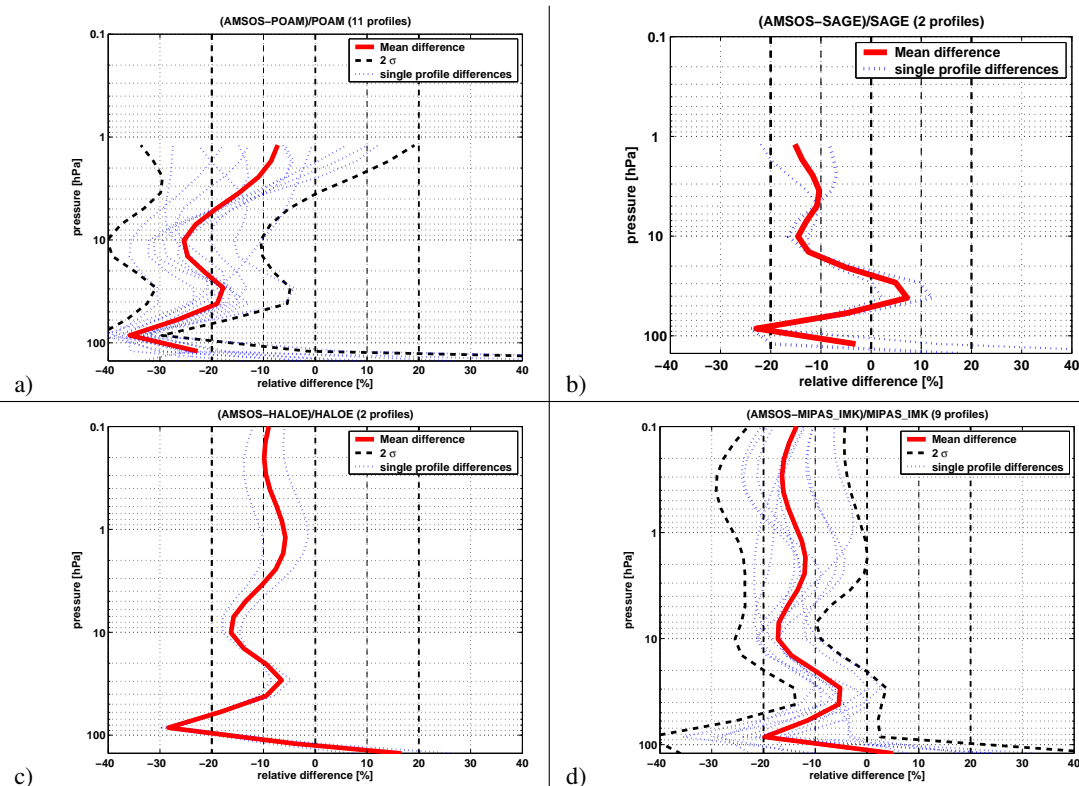 (AMSOS−POAM)/POAM (11 profiles)
0.1
1
10
100
pressure [hPa]
Mean difference
2 σ
single profile differences
−40 −30 −20 −10 0 10 20 30 40
relative difference [%]
a)
(AMSOS−SAGE)/SAGE (2 profiles)
0.1
1
10
100
pressure [hPa]
Mean difference
single profile differences
−40 −30 −20 −10 0 10 20 30 40
relative difference [%]
b)
(AMSOS−HALOE)/HALOE (2 profiles)
0.1
1
10
100
pressure [hPa]
Mean difference
2 σ
single profile differences
−40 −30 −20 −10 0 10 20 30 40
relative difference [%]
c)
(AMSOS−MIPAS_IMK)/MIPAS_IMK (9 profiles)
0.1
1
10
100
pressure [hPa]
Mean difference
2 σ
single profile differences
−40 −30 −20 −10 0 10 20 30 40
relative difference [%]
d)